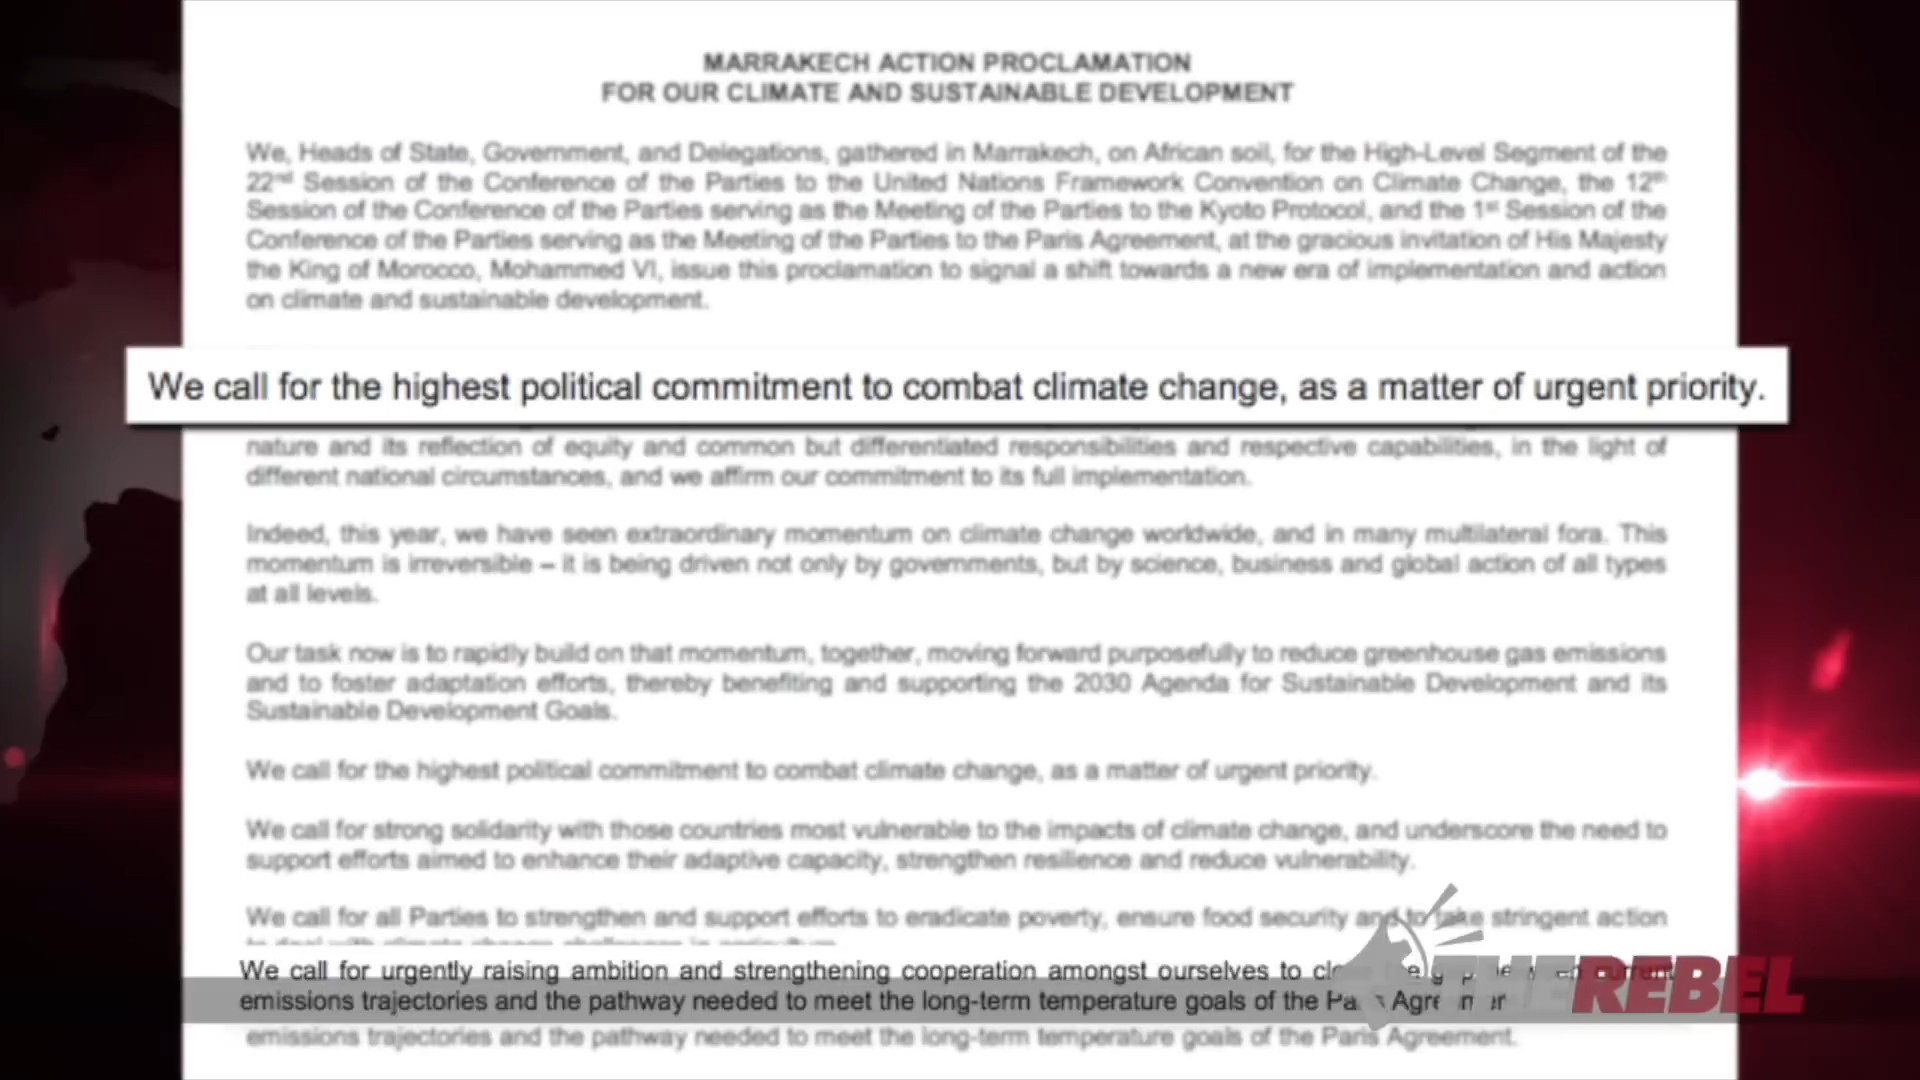 MARRAKECH ACTION PROCLAMATION
FOR OUR CLIMATE AND SUSTAINABLE DEVELOPMENT
We, Heads of State, Government, and Delegations, gathered in Marrakech, on African soil, for the High-Level Segment of the
22nd Session of the Conference of the Parties to the United Nations Framework Convention on Climate Change, the 12th
Session of the Conference of the Parties serving as the Meeting of the Parties to the Kyoto Protocol, and the 1st Session of the
Conference of the Parties serving as the Meeting of the Parties to the Paris Agreement, at the gracious invitation of His Majesty
the King of Morocco, Mohammed VI, issue this proclamation to signal a shift towards a new era of implementation and action
on climate and sustainable development.
We call for the highest political commitment to combat climate change, as a matter of urgent priority.
nature and its reflection of equity and common but differentiated responsibilities and respective capabilities, in the light of
different national circumstances, and we affirm our commitment to its full implementation.
Indeed, this year, we have seen extraordinary momentum on climate change worldwide, and in many multilateral fora. This
momentum is irreversible – it is being driven not only by governments, but by science, business and global action of all types
at all levels.
Our task now is to rapidly build on that momentum, together, moving forward purposefully to reduce greenhouse gas emissions
and to foster adaptation efforts, thereby benefiting and supporting the 2030 Agenda for Sustainable Development and its
Sustainable Development Goals.
We call for the highest political commitment to combat climate change, as a matter of urgent priority.
We call for strong solidarity with those countries most vulnerable to the impacts of climate change, and underscore the need to
support efforts aimed to enhance their adaptive capacity, strengthen resilience and reduce vulnerability.
We call for all Parties to strengthen and support efforts to eradicate poverty, ensure food security and to take stringent action
to deal with climate change challenges in agriculture.
We call for urgently raising ambition and strengthening cooperation amongst ourselves to close the gap between current
emissions trajectories and the pathway needed to meet the long-term temperature goals of the Paris Agreement
THE REBEL
emissions trajectories and the pathway needed to meet the long-term temperature goals of the Paris Agreement.